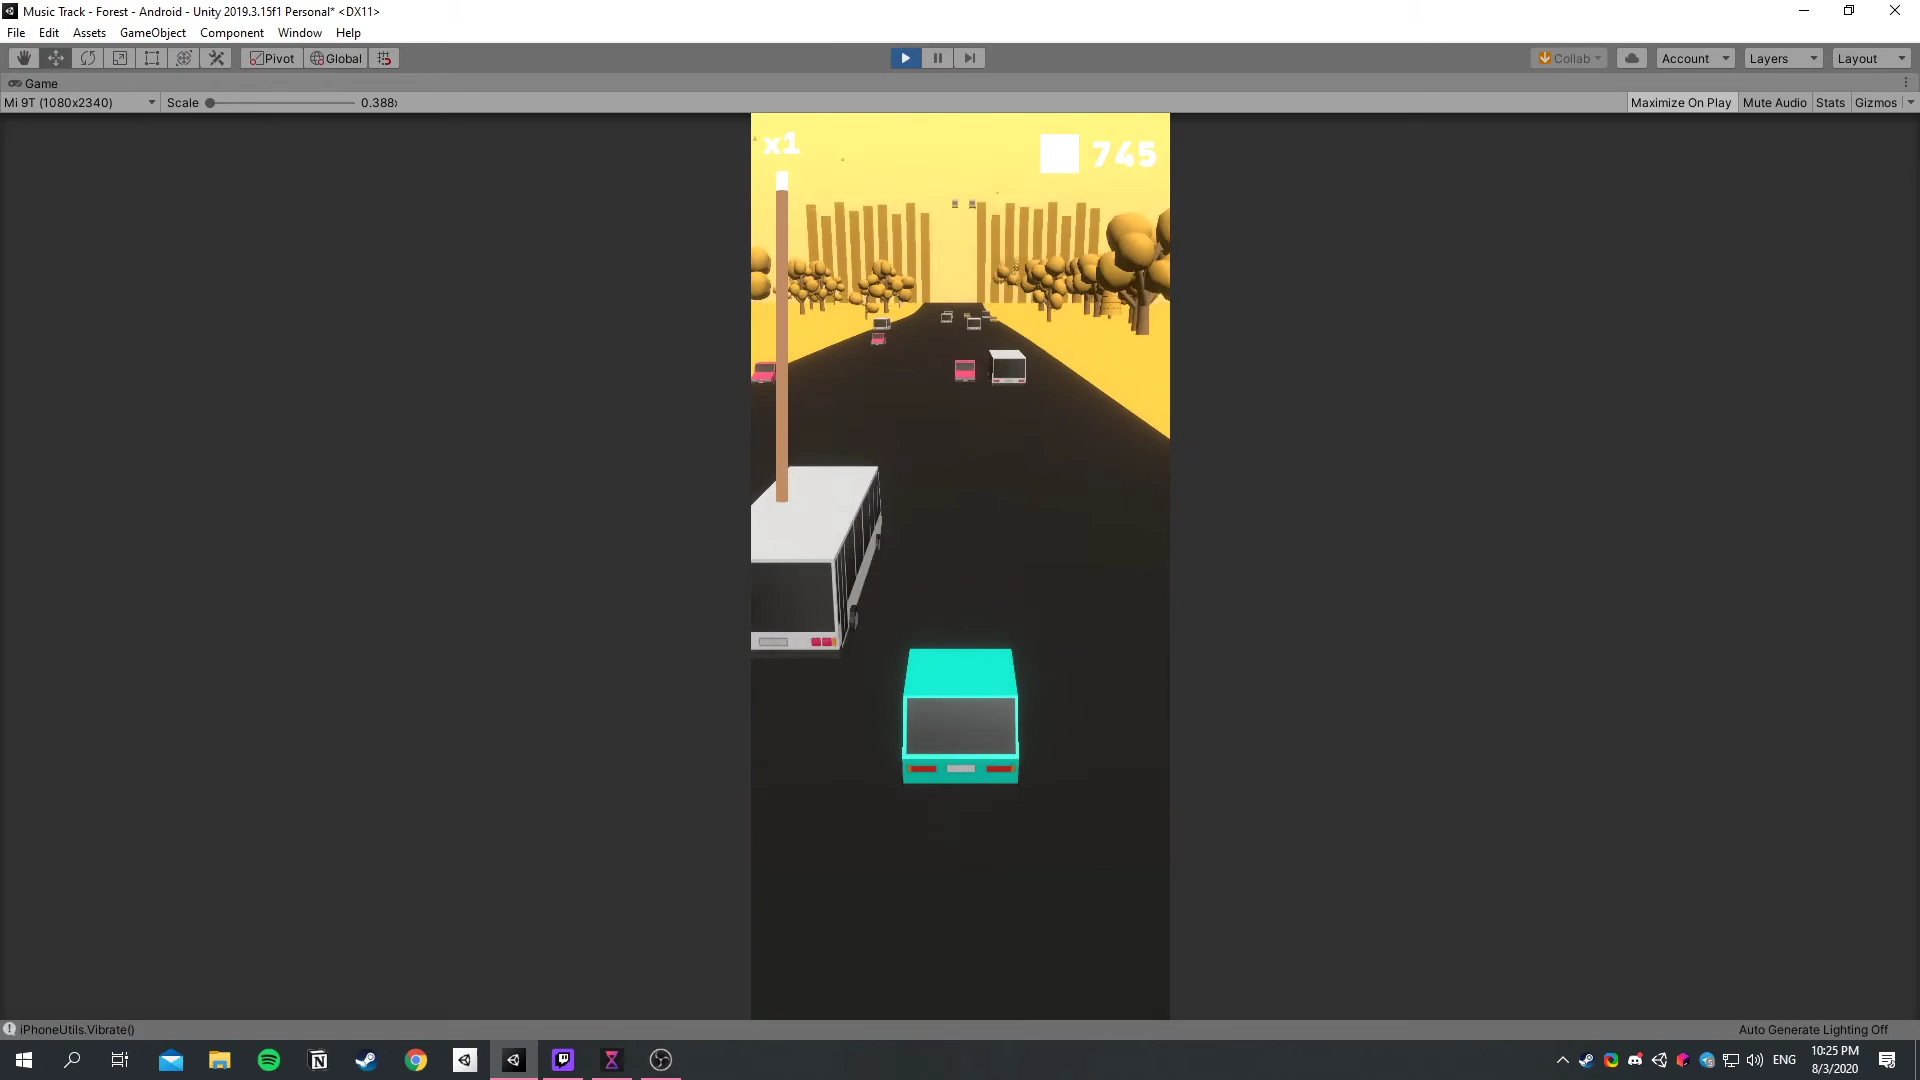 Music Track - Forest - Android - Unity 2019.3.15f1 Personal* <DX11>
File Edit Assets GameObject Component Window Help
Pivot Global Collab Account Layers Layout
Game
Mi 9T (1080x2340) Scale 0.388x Maximize On Play Mute Audio Stats Gizmos
x1 745
iPhoneUtils.Vibrate() Auto Generate Lighting Off
ENG 10:25 PM
8/3/2020